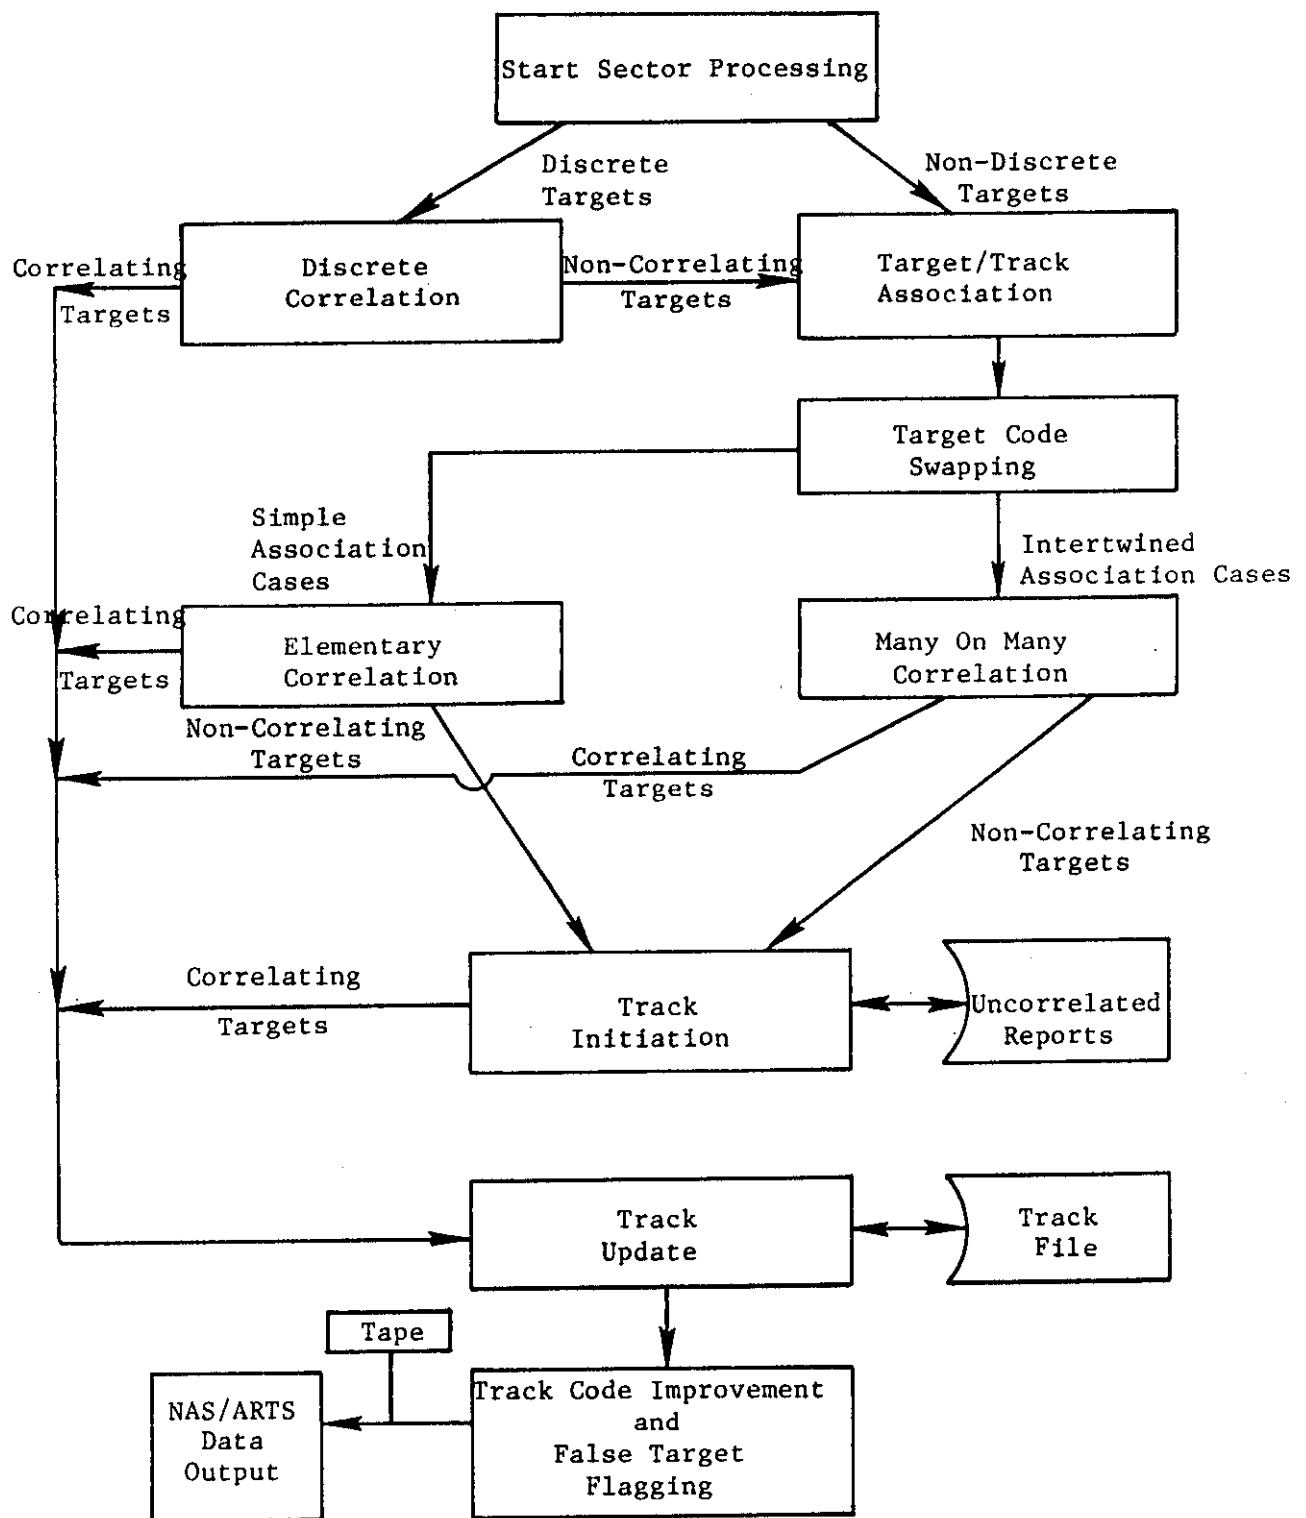 Start Sector Processing
Discrete
Targets
Non-Discrete
Targets
Correlating
Targets
Discrete
Correlation
Non-Correlating
Targets
Target/Track
Association
Target Code
Swapping
Simple
Association
Cases
Intertwined
Association Cases
Correlating
Targets
Elementary
Correlation
Many On Many
Correlation
Non-Correlating
Targets
Correlating
Targets
Non-Correlating
Targets
Correlating
Targets
Track
Initiation
Uncorrelated
Reports
Track
Update
Track
File
Tape
NAS/ARTS
Data
Output
Track Code Improvement
and
False Target
Flagging